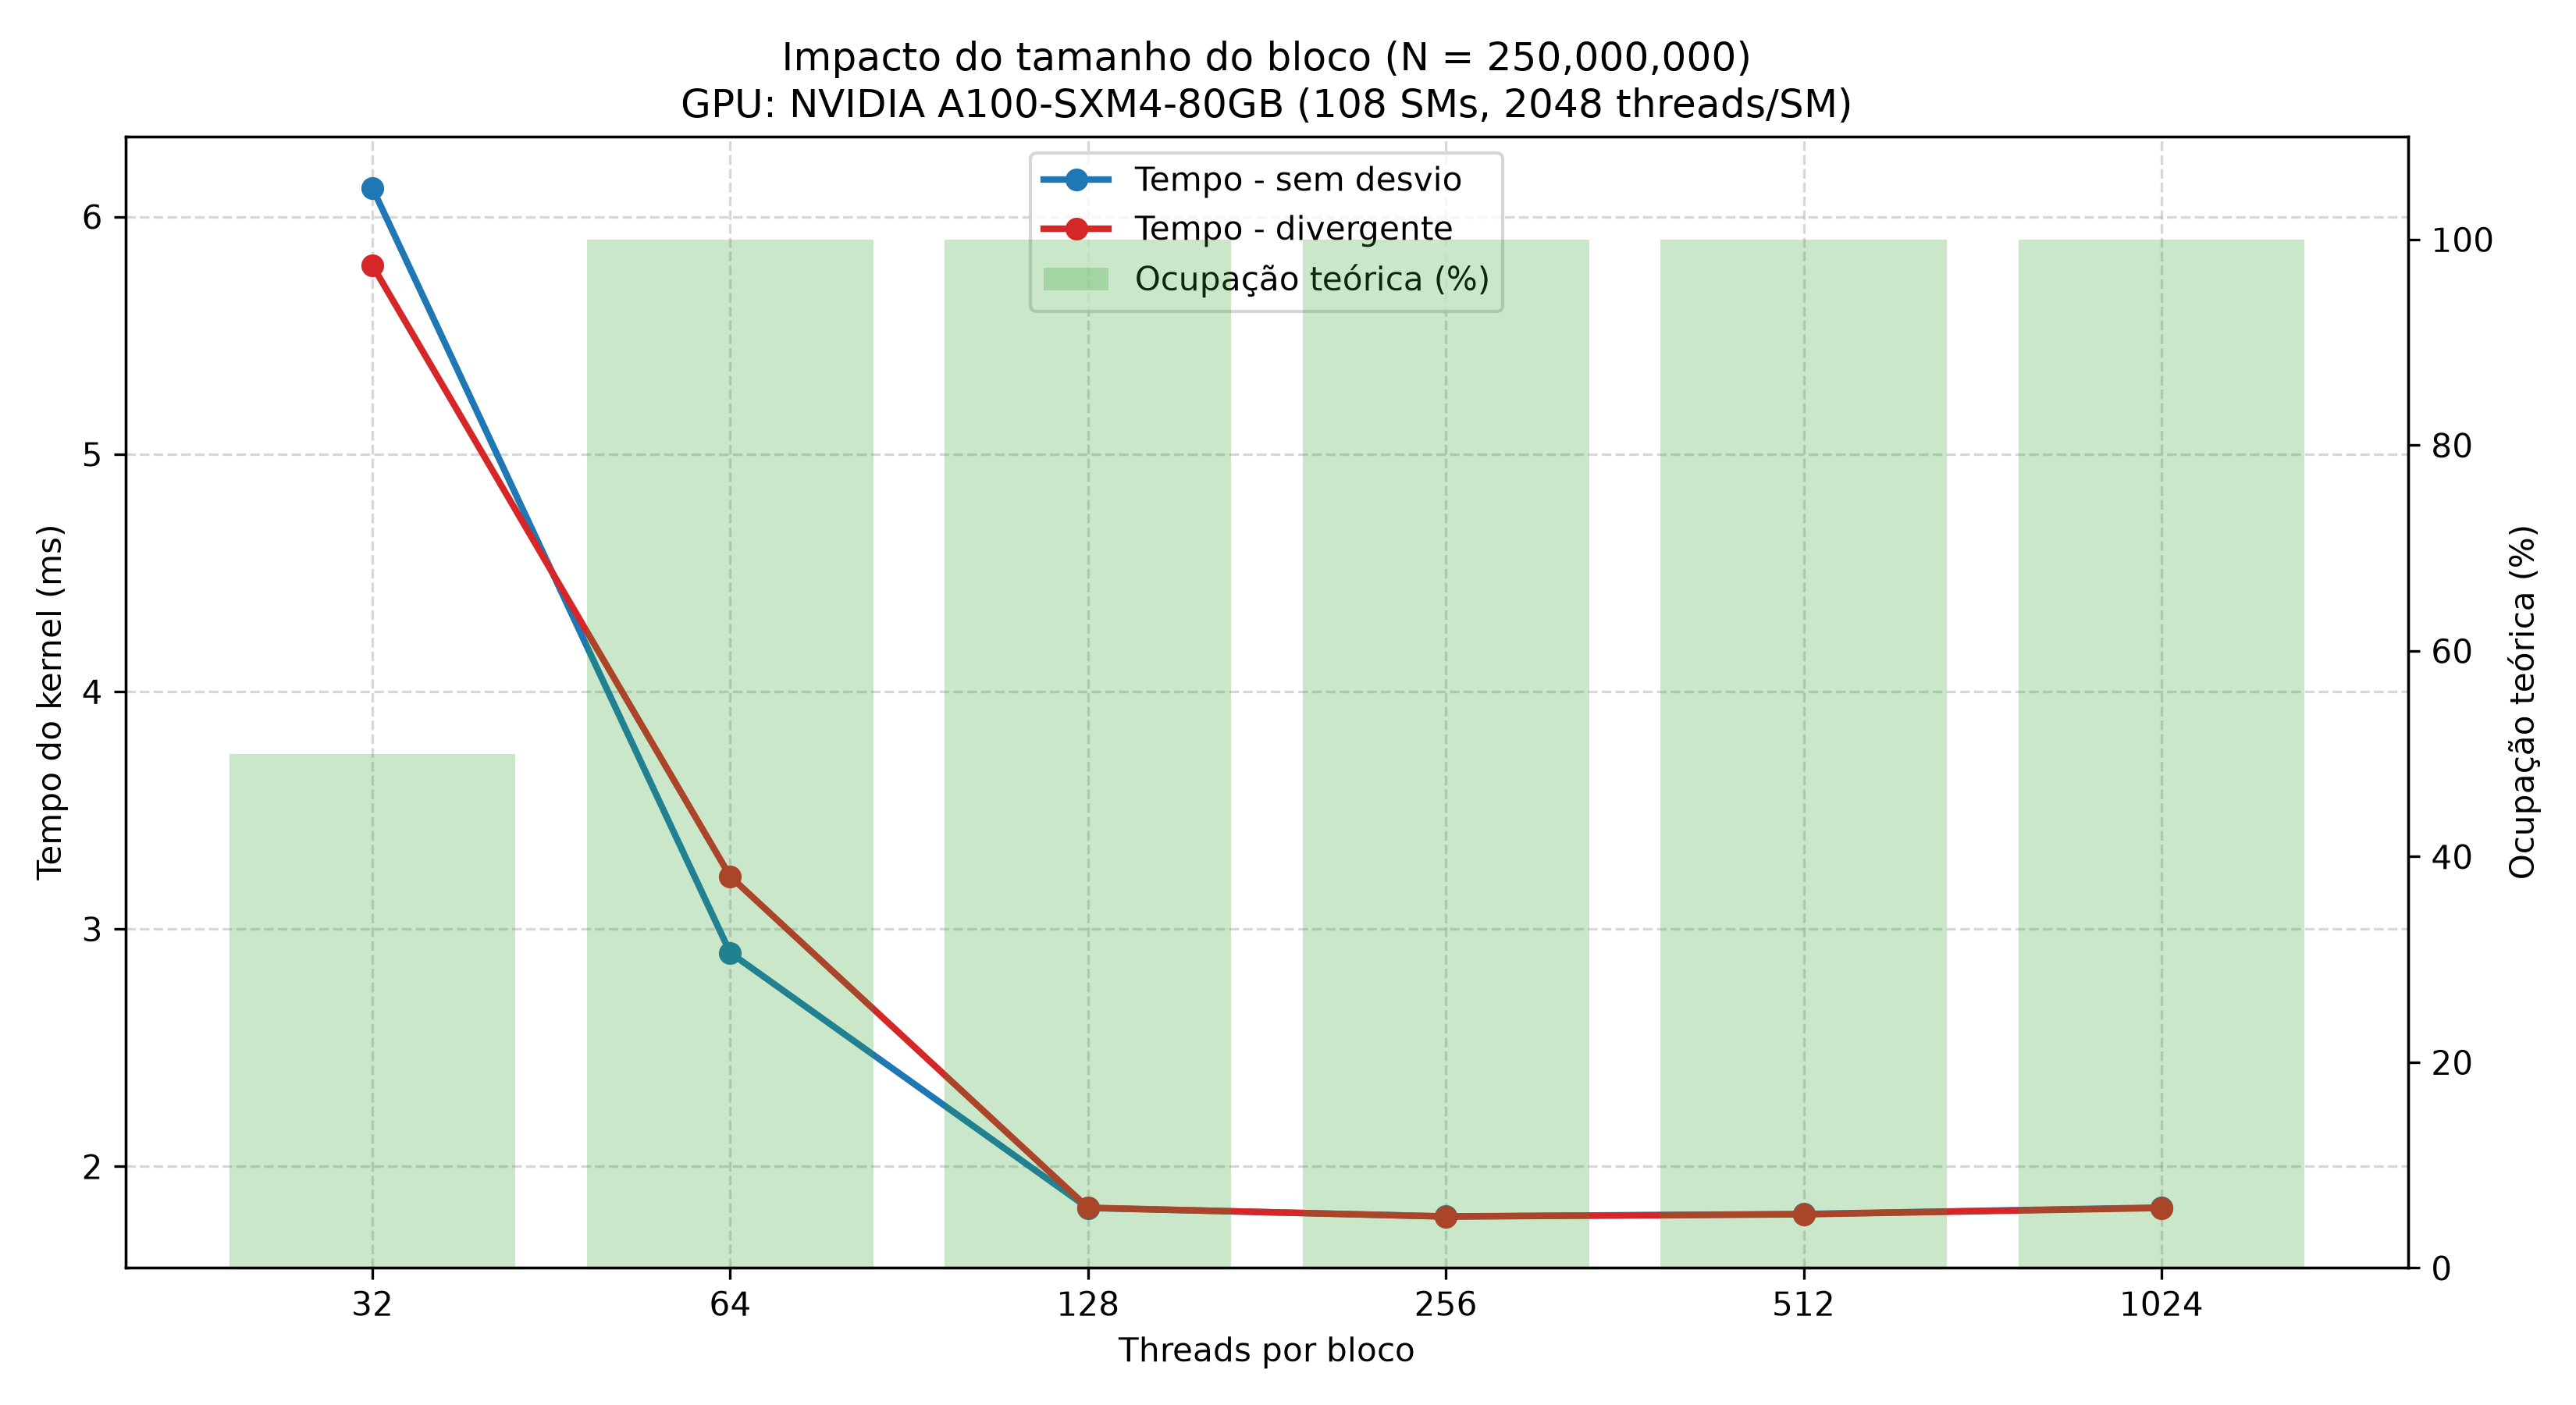 Impacto do tamanho do bloco (N = 250,000,000)
GPU: NVIDIA A100-SXM4-80GB (108 SMs, 2048 threads/SM)
Tempo - sem desvio
Tempo - divergente
Ocupação teórica (%)
Tempo do kernel (ms)
6
5
4
3
2
Ocupação teórica (%)
100
80
60
40
20
0
32 64 128 256 512 1024
Threads por bloco